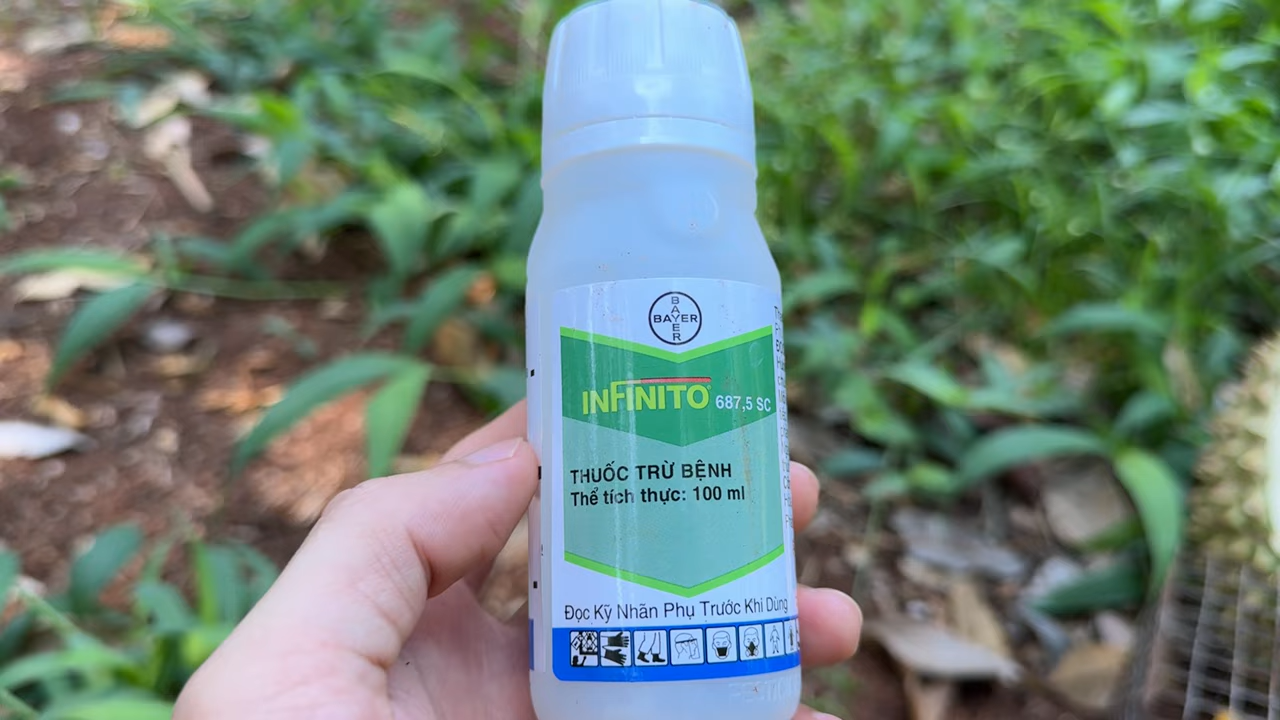 BAYER
BAYER
INFINITO® 687,5 SC
THUỐC TRỪ BỆNH
Thể tích thực: 100 ml
Đọc Kỹ Nhãn Phụ Trước Khi Dùng